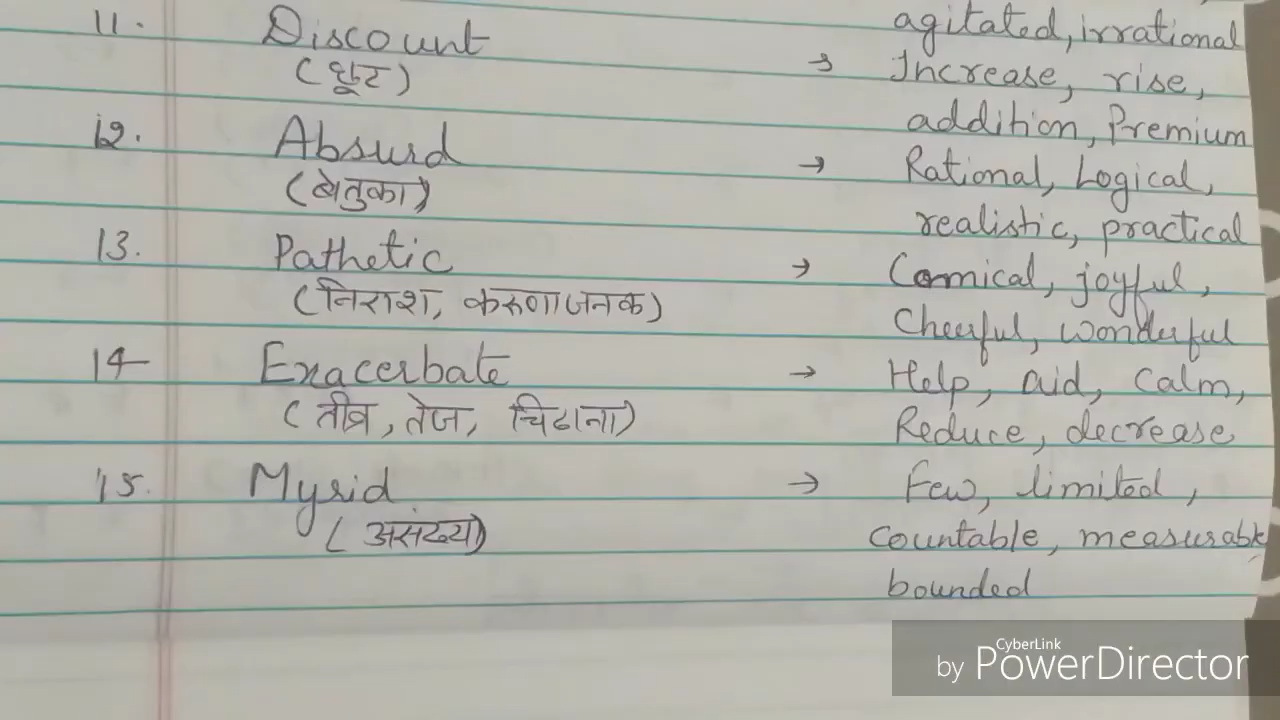 agitated, irrational
11. Discount → Increase, rise,
(छूट) addition, Premium
12. Absurd → Rational, Logical,
(बेतुका) realistic, practical
13. Pathetic → Comical, joyful,
(निराश, करुणाजनक) Cheerful, wonderful
14 Exacerbate → Help, aid, Calm,
(तीव्र, तेज, चिढाना) Reduce, decrease
15. Myrid → Few, limited,
(असंख्य) Countable, measurable
bounded
CyberLink
by PowerDirector